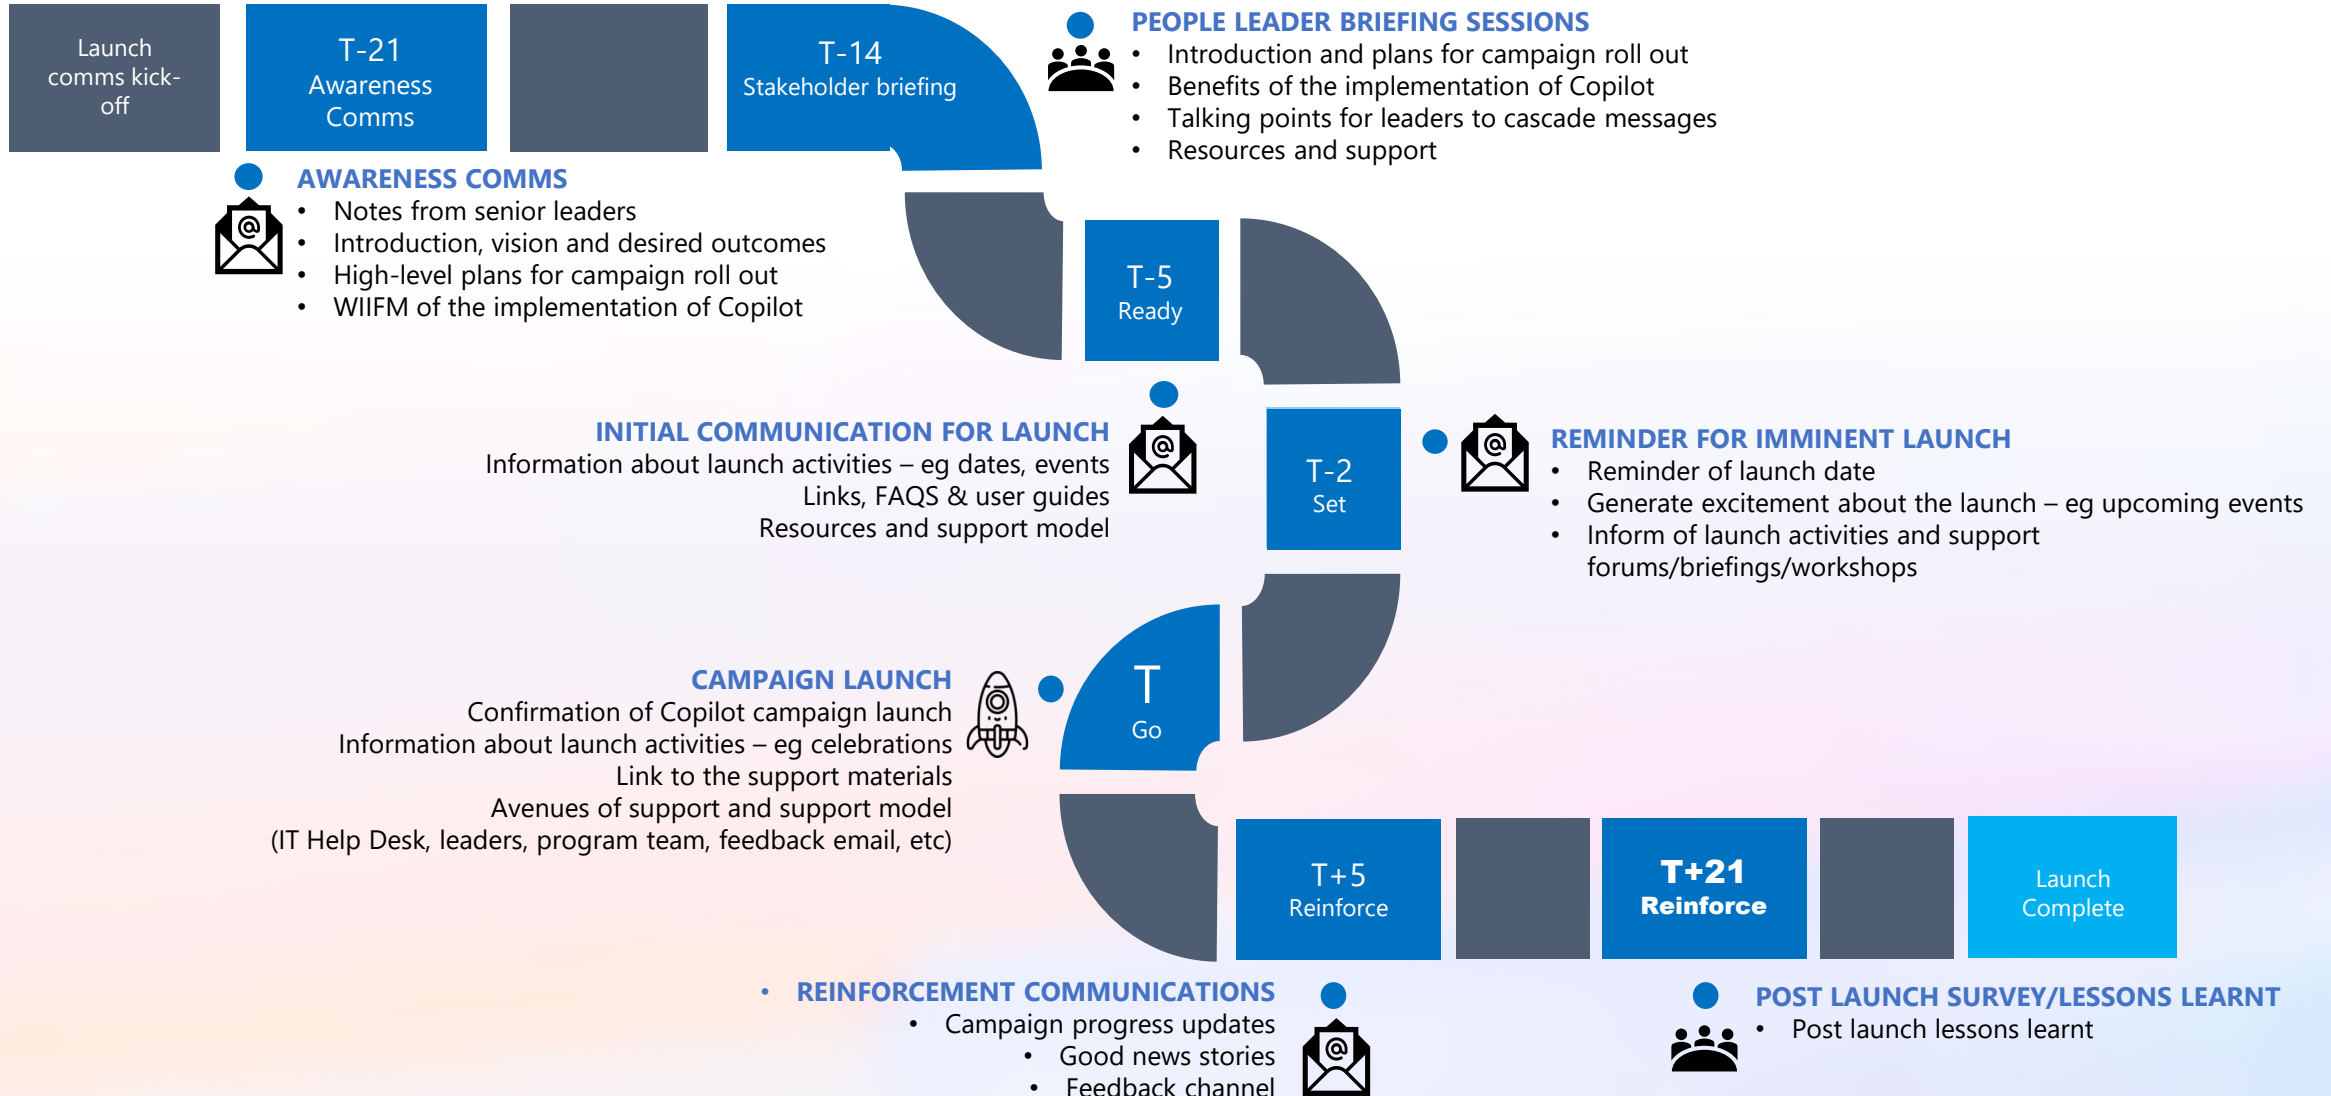 Launch
comms kick-
off
T-21
Awareness
Comms
T-14
Stakeholder briefing
PEOPLE LEADER BRIEFING SESSIONS
• Introduction and plans for campaign roll out
• Benefits of the implementation of Copilot
• Talking points for leaders to cascade messages
• Resources and support
AWARENESS COMMS
• Notes from senior leaders
• Introduction, vision and desired outcomes
• High-level plans for campaign roll out
• WIIFM of the implementation of Copilot
T-5
Ready
INITIAL COMMUNICATION FOR LAUNCH
Information about launch activities – eg dates, events
Links, FAQS & user guides
Resources and support model
T-2
Set
REMINDER FOR IMMINENT LAUNCH
• Reminder of launch date
• Generate excitement about the launch – eg upcoming events
• Inform of launch activities and support
forums/briefings/workshops
CAMPAIGN LAUNCH
Confirmation of Copilot campaign launch
Information about launch activities – eg celebrations
Link to the support materials
Avenues of support and support model
(IT Help Desk, leaders, program team, feedback email, etc)
T
Go
T+5
Reinforce
T+21
Reinforce
Launch
Complete
• REINFORCEMENT COMMUNICATIONS
• Campaign progress updates
• Good news stories
• Feedback channel
POST LAUNCH SURVEY/LESSONS LEARNT
• Post launch lessons learnt
@
@
@
@